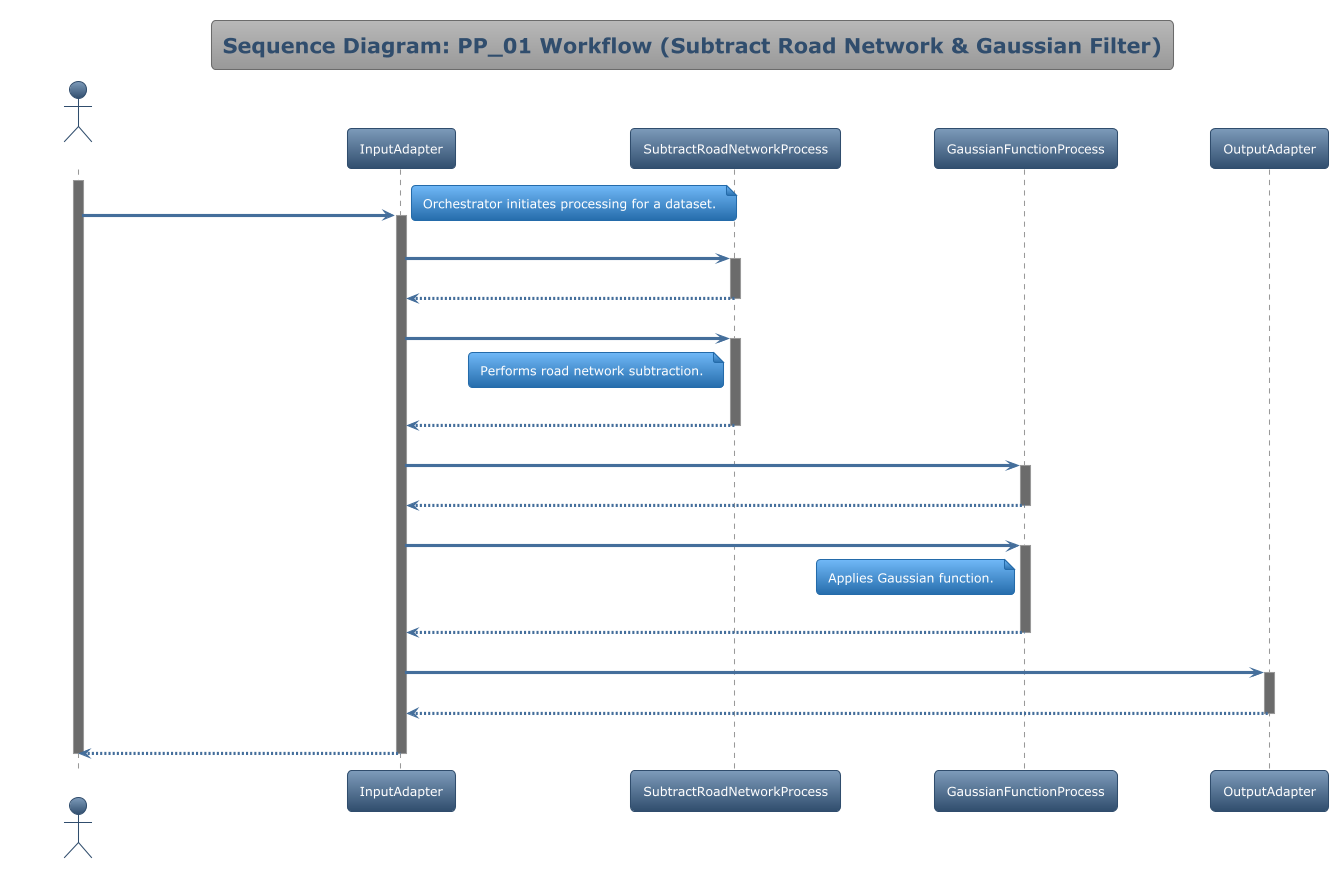 Sequence Diagram: PP_01 Workflow (Subtract Road Network & Gaussian Filter)
InputAdapter
SubtractRoadNetworkProcess
GaussianFunctionProcess
OutputAdapter
Orchestrator initiates processing for a dataset.
Performs road network subtraction.
Applies Gaussian function.
InputAdapter
SubtractRoadNetworkProcess
GaussianFunctionProcess
OutputAdapter